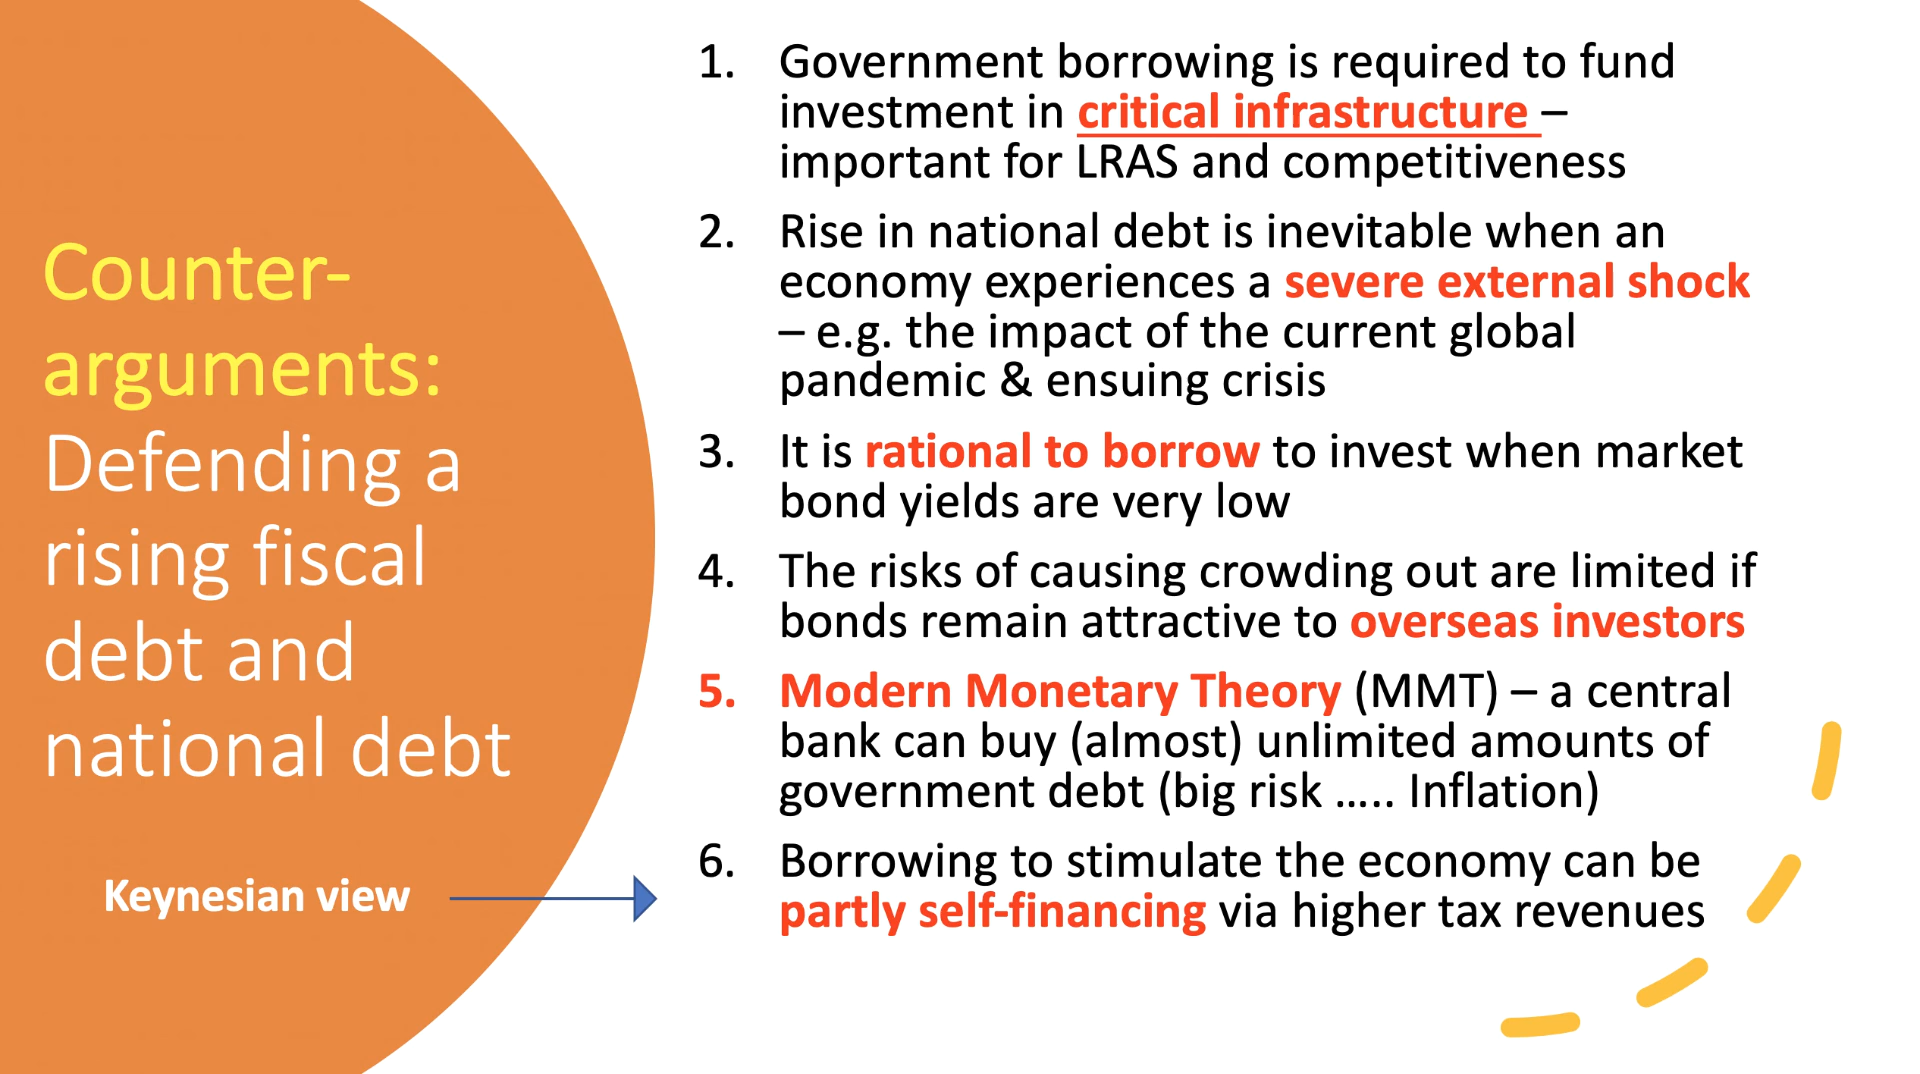 Counter-
arguments:
Defending a
rising fiscal
debt and
national debt
Keynesian view
1. Government borrowing is required to fund
investment in critical infrastructure –
important for LRAS and competitiveness
2. Rise in national debt is inevitable when an
economy experiences a severe external shock
– e.g. the impact of the current global
pandemic & ensuing crisis
3. It is rational to borrow to invest when market
bond yields are very low
4. The risks of causing crowding out are limited if
bonds remain attractive to overseas investors
5. Modern Monetary Theory (MMT) – a central
bank can buy (almost) unlimited amounts of
government debt (big risk ….. Inflation)
6. Borrowing to stimulate the economy can be
partly self-financing via higher tax revenues